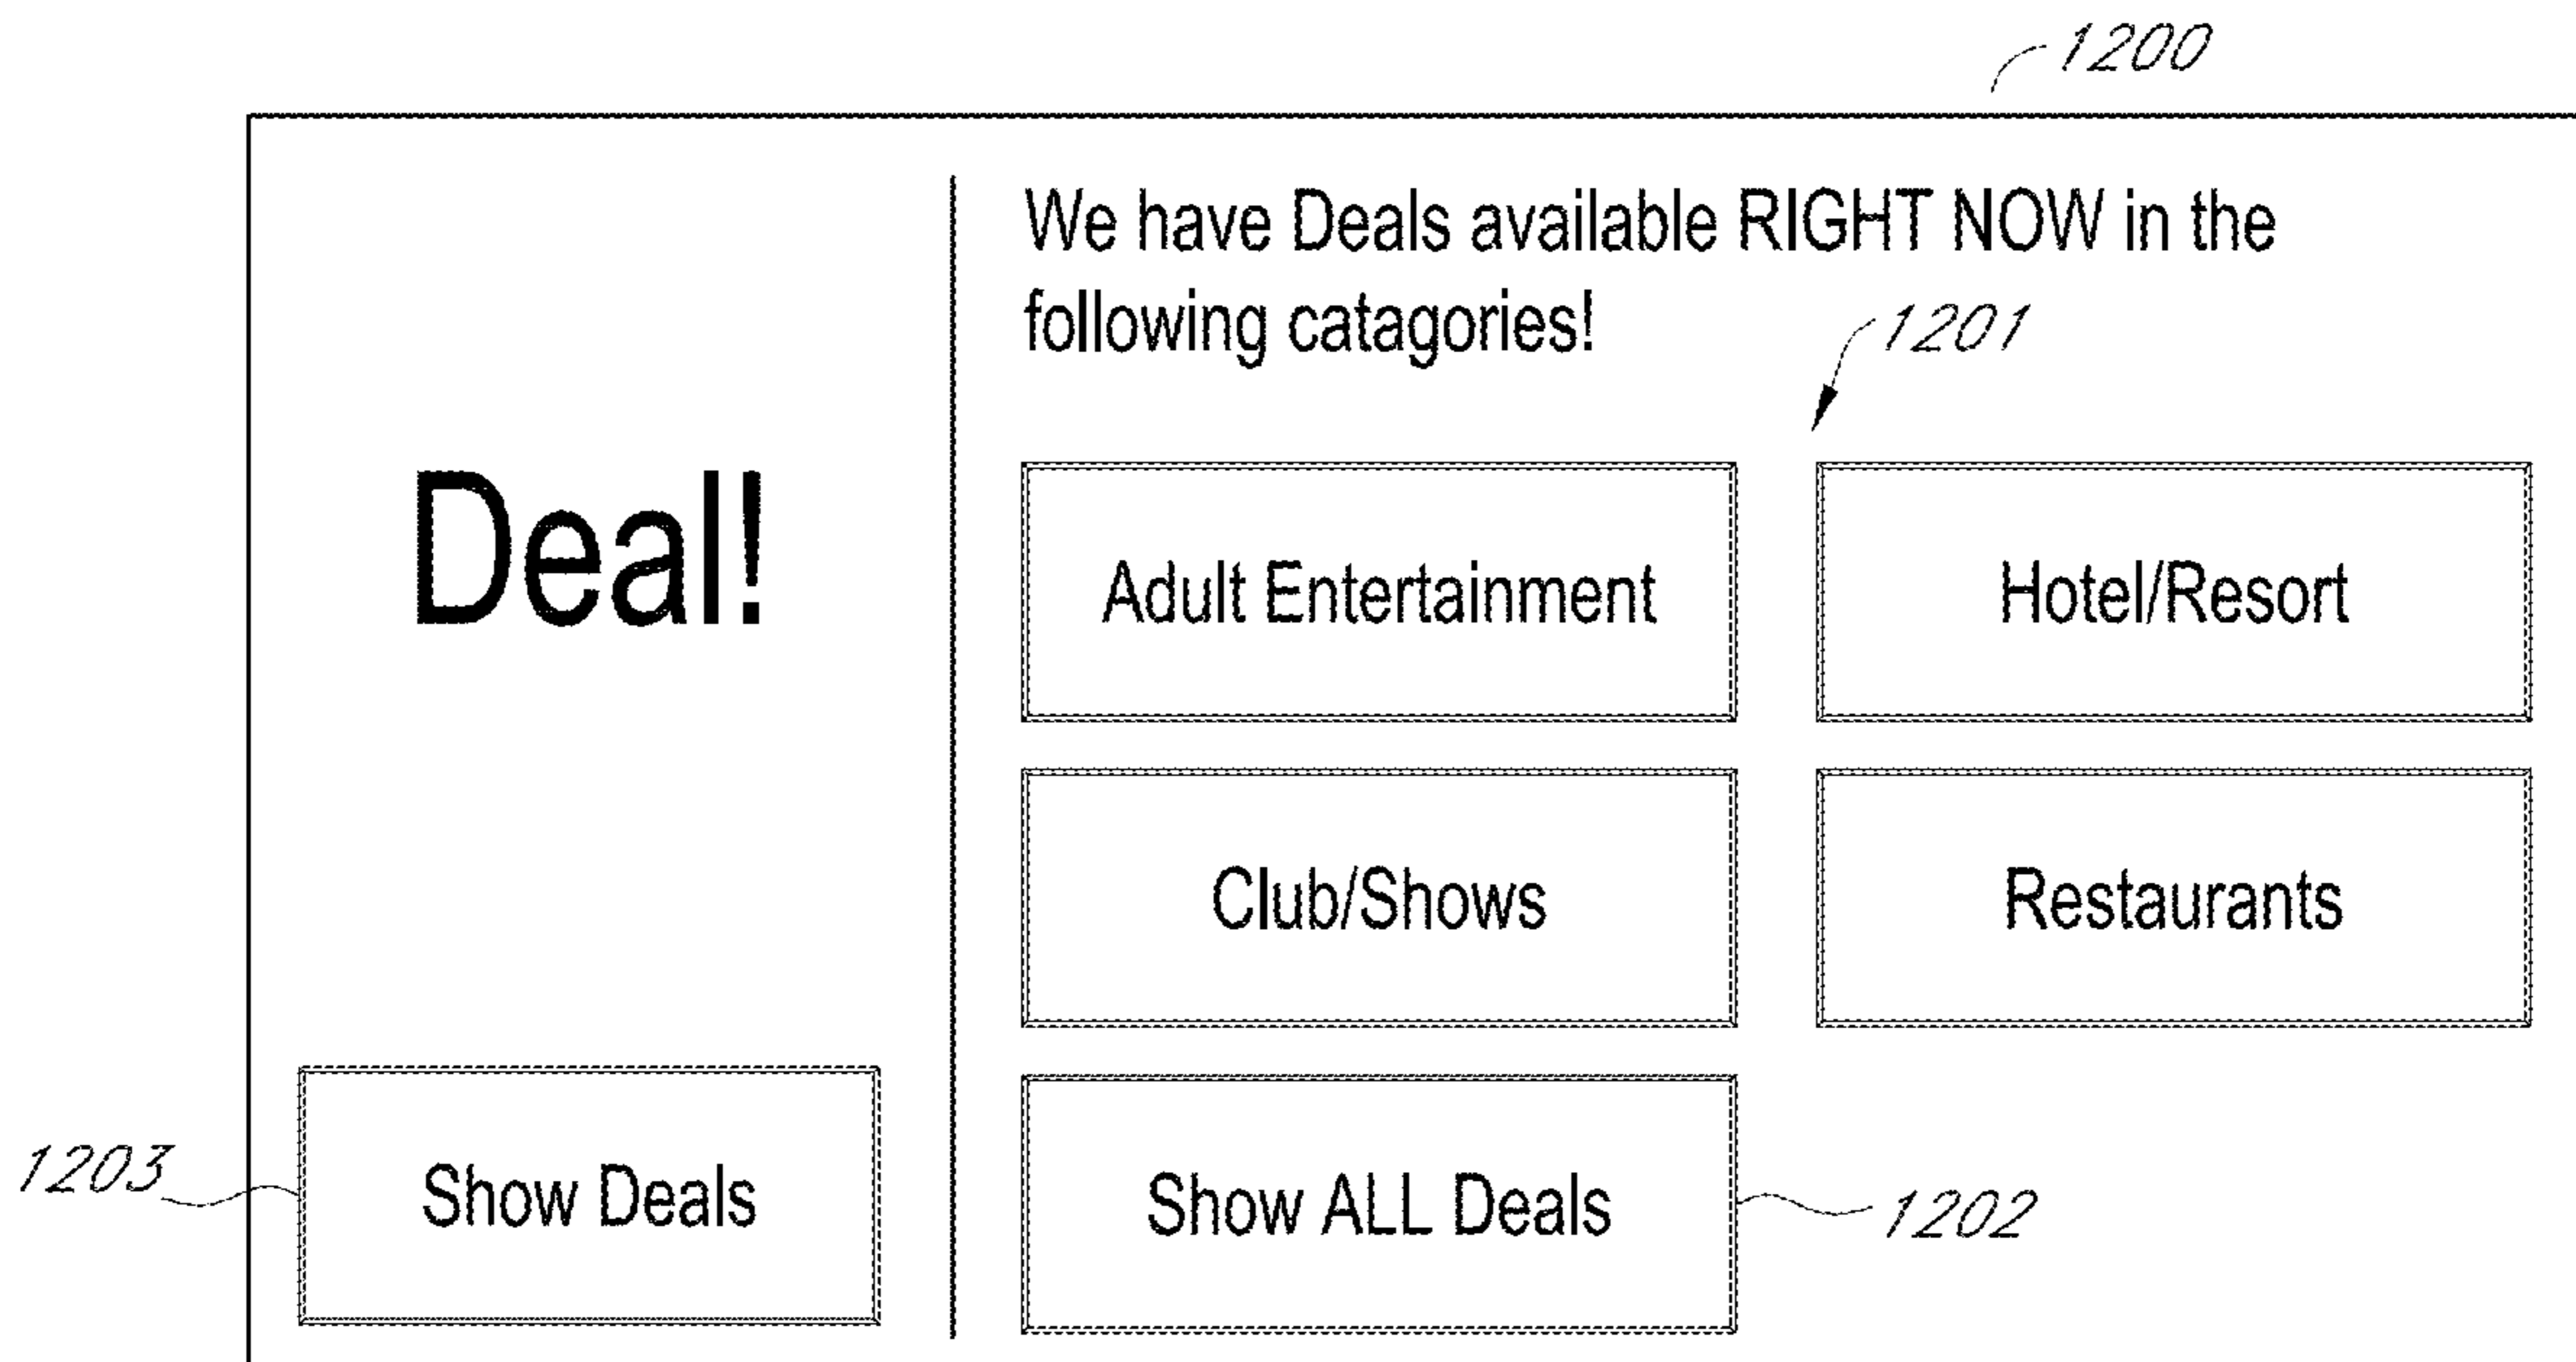 1200
We have Deals available RIGHT NOW in the
following catagories!
1201
Deal!
Adult Entertainment
Hotel/Resort
Club/Shows
Restaurants
1203
Show Deals
Show ALL Deals
1202